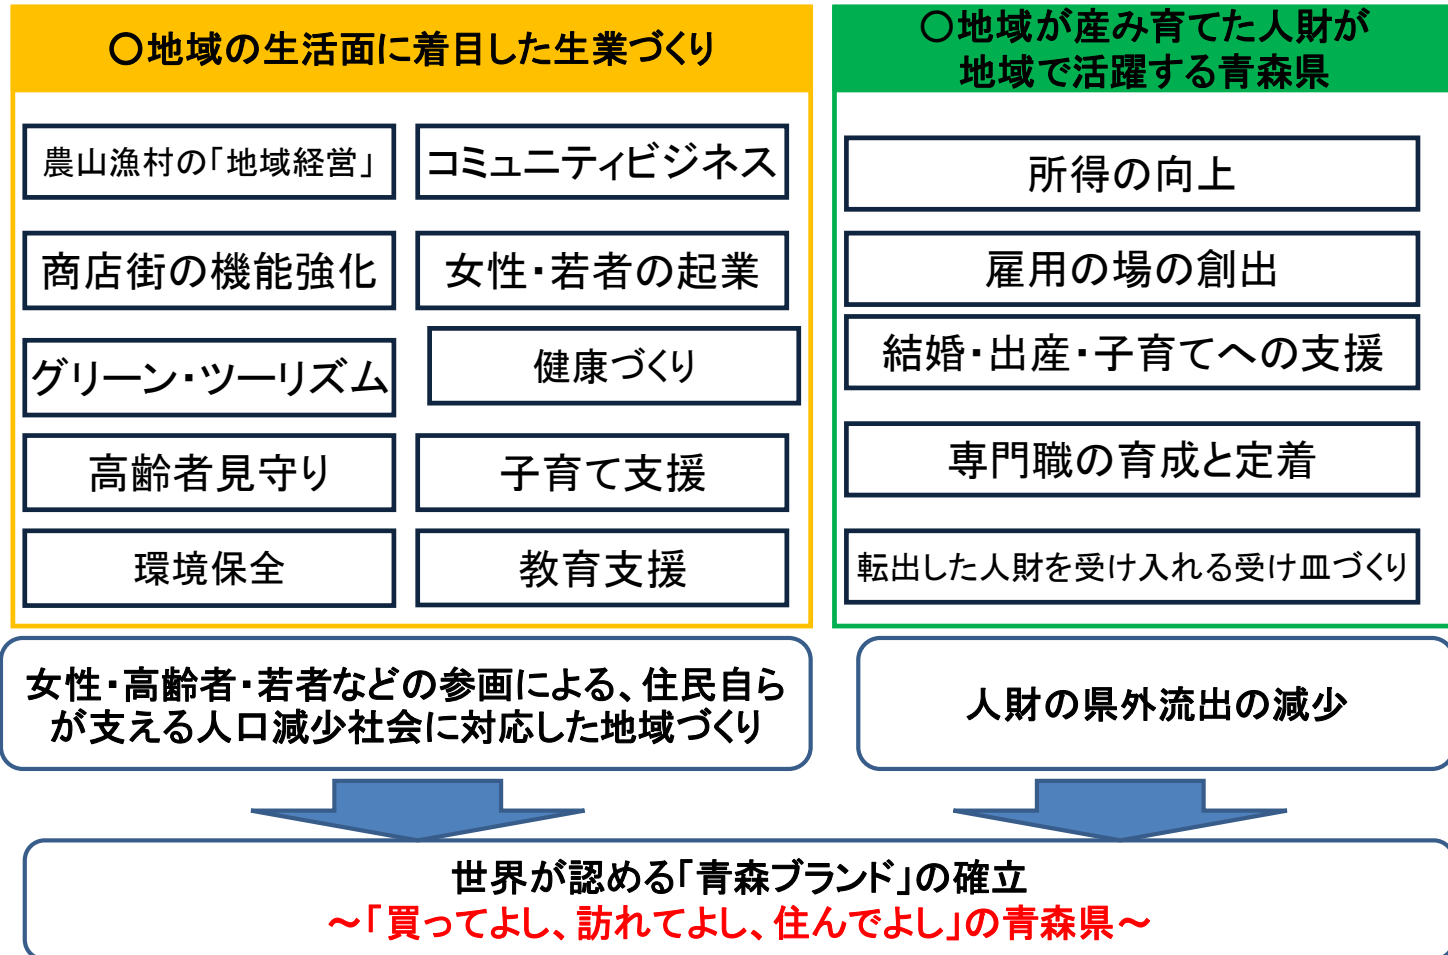 〇地域の生活面に着目した生業づくり
農山漁村の「地域経営」
コミュニティビジネス
商店街の機能強化
女性・若者の起業
グリーン・ツーリズム
健康づくり
高齢者見守り
子育て支援
環境保全
教育支援
女性・高齢者・若者などの参画による、住民自ら
が支える人口減少社会に対応した地域づくり
〇地域が産み育てた人財が
地域で活躍する青森県
所得の向上
雇用の場の創出
結婚・出産・子育てへの支援
専門職の育成と定着
転出した人財を受け入れる受け皿づくり
人財の県外流出の減少
世界が認める「青森ブランド」の確立
～「買ってよし、訪れてよし、住んでよし」の青森県～